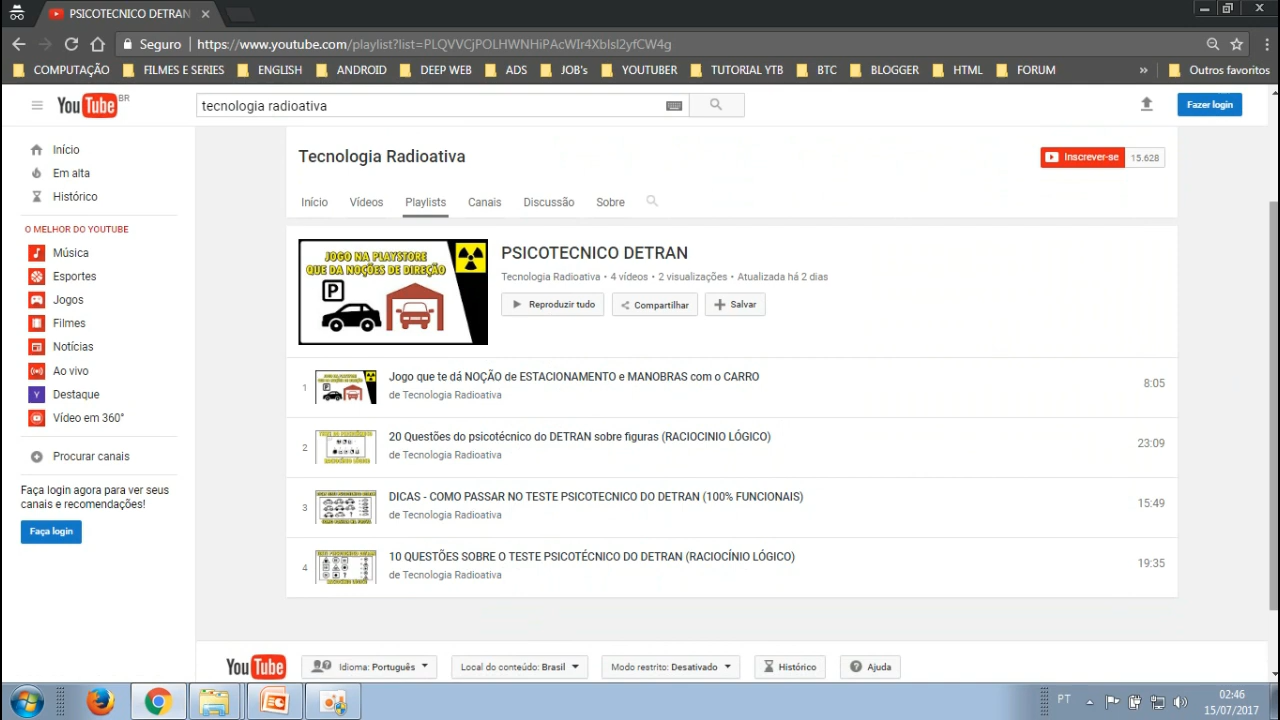 PSICOTECNICO DETRAN
Seguro
https://www.youtube.com/playlist?list=PLQVVCjPOLHWNHiPAcWIr4XblsI2yfCW4g
COMPUTAÇÃO FILMES E SERIES ENGLISH ANDROID DEEP WEB ADS JOB's YOUTUBER TUTORIAL YTB BTC BLOGGER HTML FORUM » Outros favoritos
YouTube BR
tecnologia radioativa
Fazer login
Início
Em alta
Histórico
O MELHOR DO YOUTUBE
Música
Esportes
Jogos
Filmes
Notícias
Ao vivo
Destaque
Vídeo em 360°
Procurar canais
Faça login agora para ver seus
canais e recomendações!
Faça login
Tecnologia Radioativa
Inscrever-se 15.628
Início Vídeos Playlists Canais Discussão Sobre
JOGO NA PLAYSTORE
QUE DA NOÇÕES DE DIREÇÃO
P
PSICOTECNICO DETRAN
Tecnologia Radioativa • 4 vídeos • 2 visualizações • Atualizada há 2 dias
Reproduzir tudo Compartilhar Salvar
1 Jogo que te dá NOÇÃO de ESTACIONAMENTO e MANOBRAS com o CARRO 8:05
de Tecnologia Radioativa
2 20 Questões do psicotécnico do DETRAN sobre figuras (RACIOCINIO LÓGICO) 23:09
de Tecnologia Radioativa
3 DICAS - COMO PASSAR NO TESTE PSICOTECNICO DO DETRAN (100% FUNCIONAIS) 15:49
de Tecnologia Radioativa
4 10 QUESTÕES SOBRE O TESTE PSICOTÉCNICO DO DETRAN (RACIOCÍNIO LÓGICO) 19:35
de Tecnologia Radioativa
YouTube Idioma: Português Local do conteúdo: Brasil Modo restrito: Desativado Histórico Ajuda
PT
02:46
15/07/2017